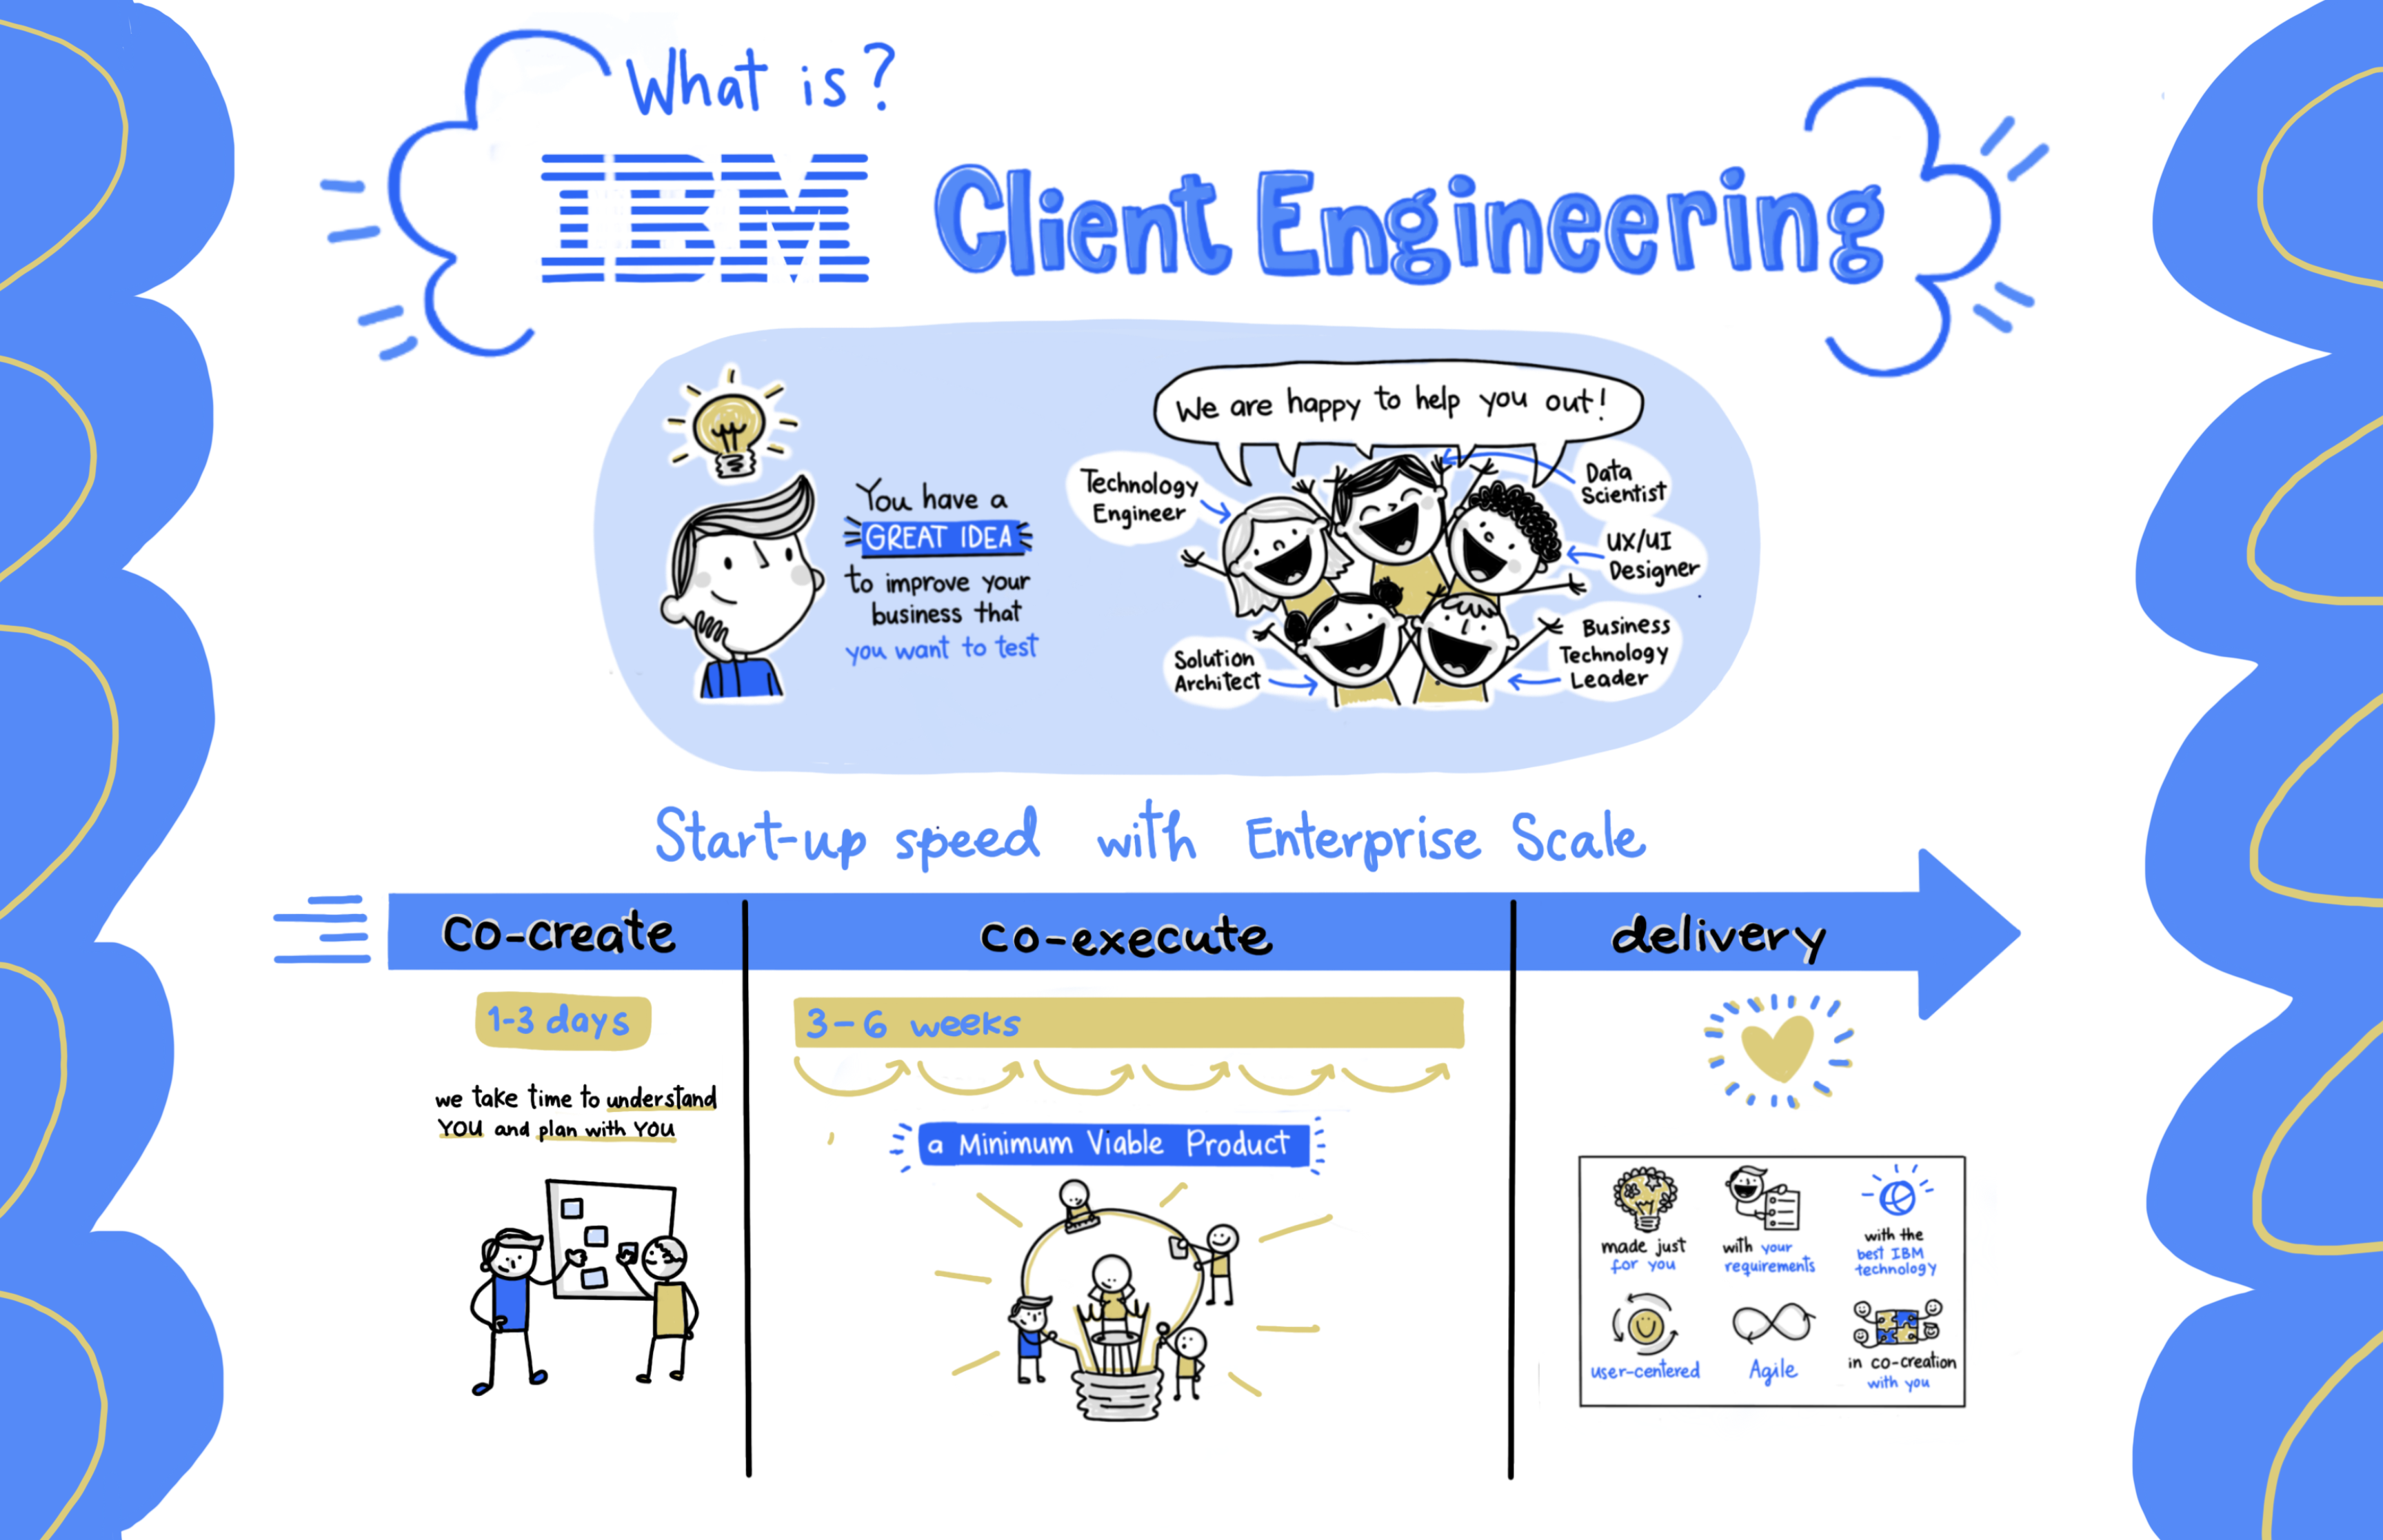 What is?
IBM Client Engineering
We are happy to help you out!
You have a
GREAT IDEA
to improve your
business that
you want to test
Technology
Engineer
Data
Scientist
UX/UI
Designer
Solution
Architect
Business
Technology
Leader
Start-up speed with Enterprise Scale
Co-create
co-execute
delivery
1-3 days
we take time to understand
YOU and plan with YOU
3-6 weeks
a Minimum Viable Product
made just
for you
with your
requirements
with the
best IBM
technology
user-centered
Agile
in co-creation
with you